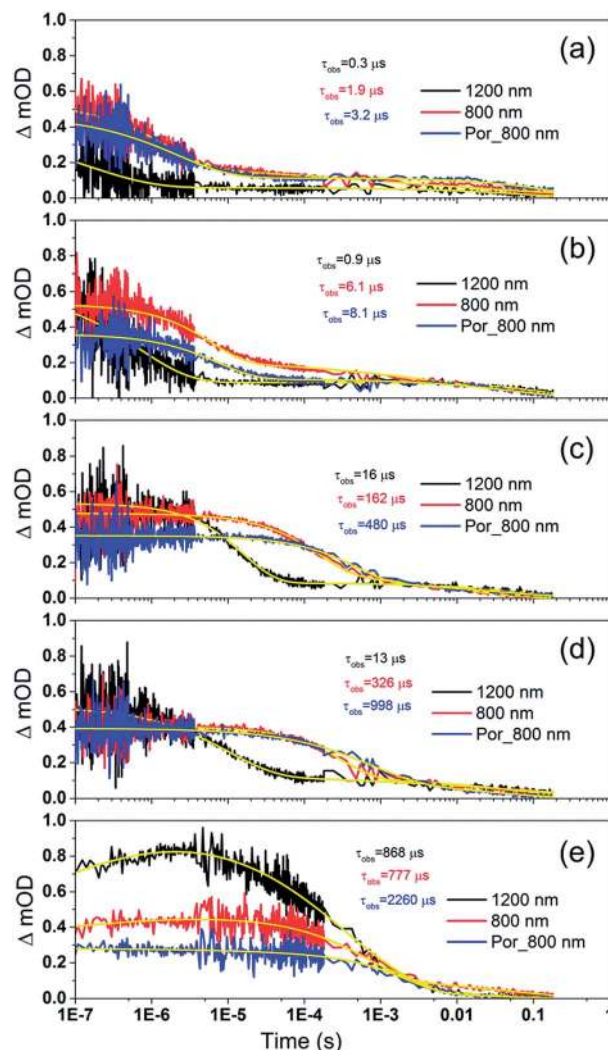 1.0
0.8
0.6
0.4
0.2
0.0
Δ mOD
(a)
τobs=0.3 μs
τobs=1.9 μs
τobs=3.2 μs
1200 nm
800 nm
Por_800 nm
1.0
0.8
0.6
0.4
0.2
0.0
Δ mOD
(b)
τobs=0.9 μs
τobs=6.1 μs
τobs=8.1 μs
1200 nm
800 nm
Por_800 nm
1.0
0.8
0.6
0.4
0.2
0.0
Δ mOD
(c)
τobs=16 μs
τobs=162 μs
τobs=480 μs
1200 nm
800 nm
Por_800 nm
1.0
0.8
0.6
0.4
0.2
0.0
Δ mOD
(d)
τobs=13 μs
τobs=326 μs
τobs=998 μs
1200 nm
800 nm
Por_800 nm
1.0
0.8
0.6
0.4
0.2
0.0
Δ mOD
(e)
τobs=868 μs
τobs=777 μs
τobs=2260 μs
1200 nm
800 nm
Por_800 nm
1E-7 1E-6 1E-5 1E-4 1E-3 0.01 0.1 1
Time (s)